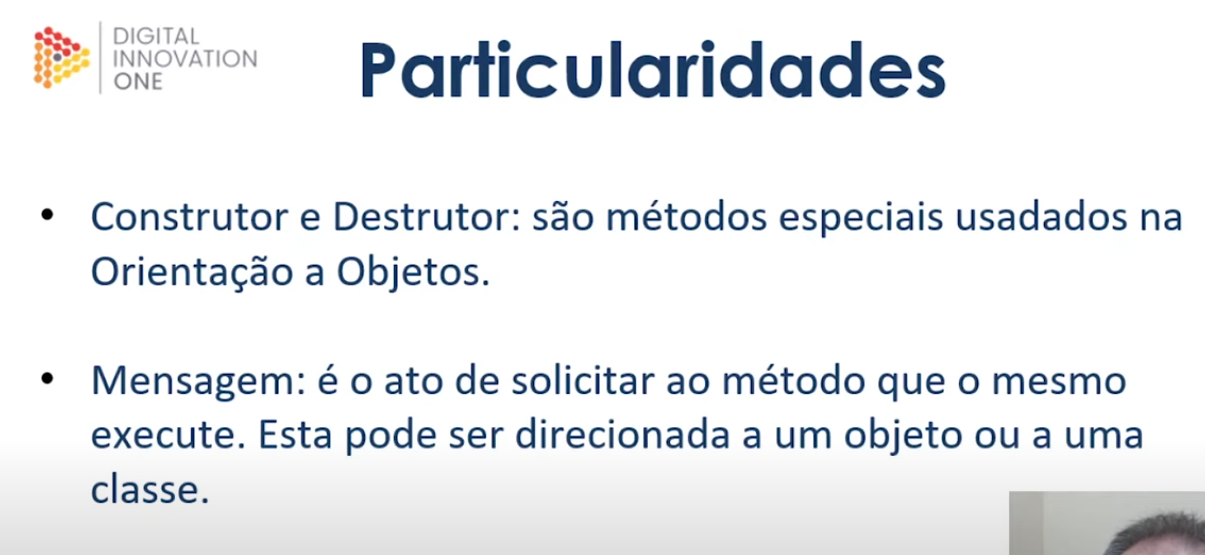 DIGITAL
INNOVATION
ONE
Particularidades
• Construtor e Destrutor: são métodos especiais usadados na
Orientação a Objetos.
• Mensagem: é o ato de solicitar ao método que o mesmo
execute. Esta pode ser direcionada a um objeto ou a uma
classe.